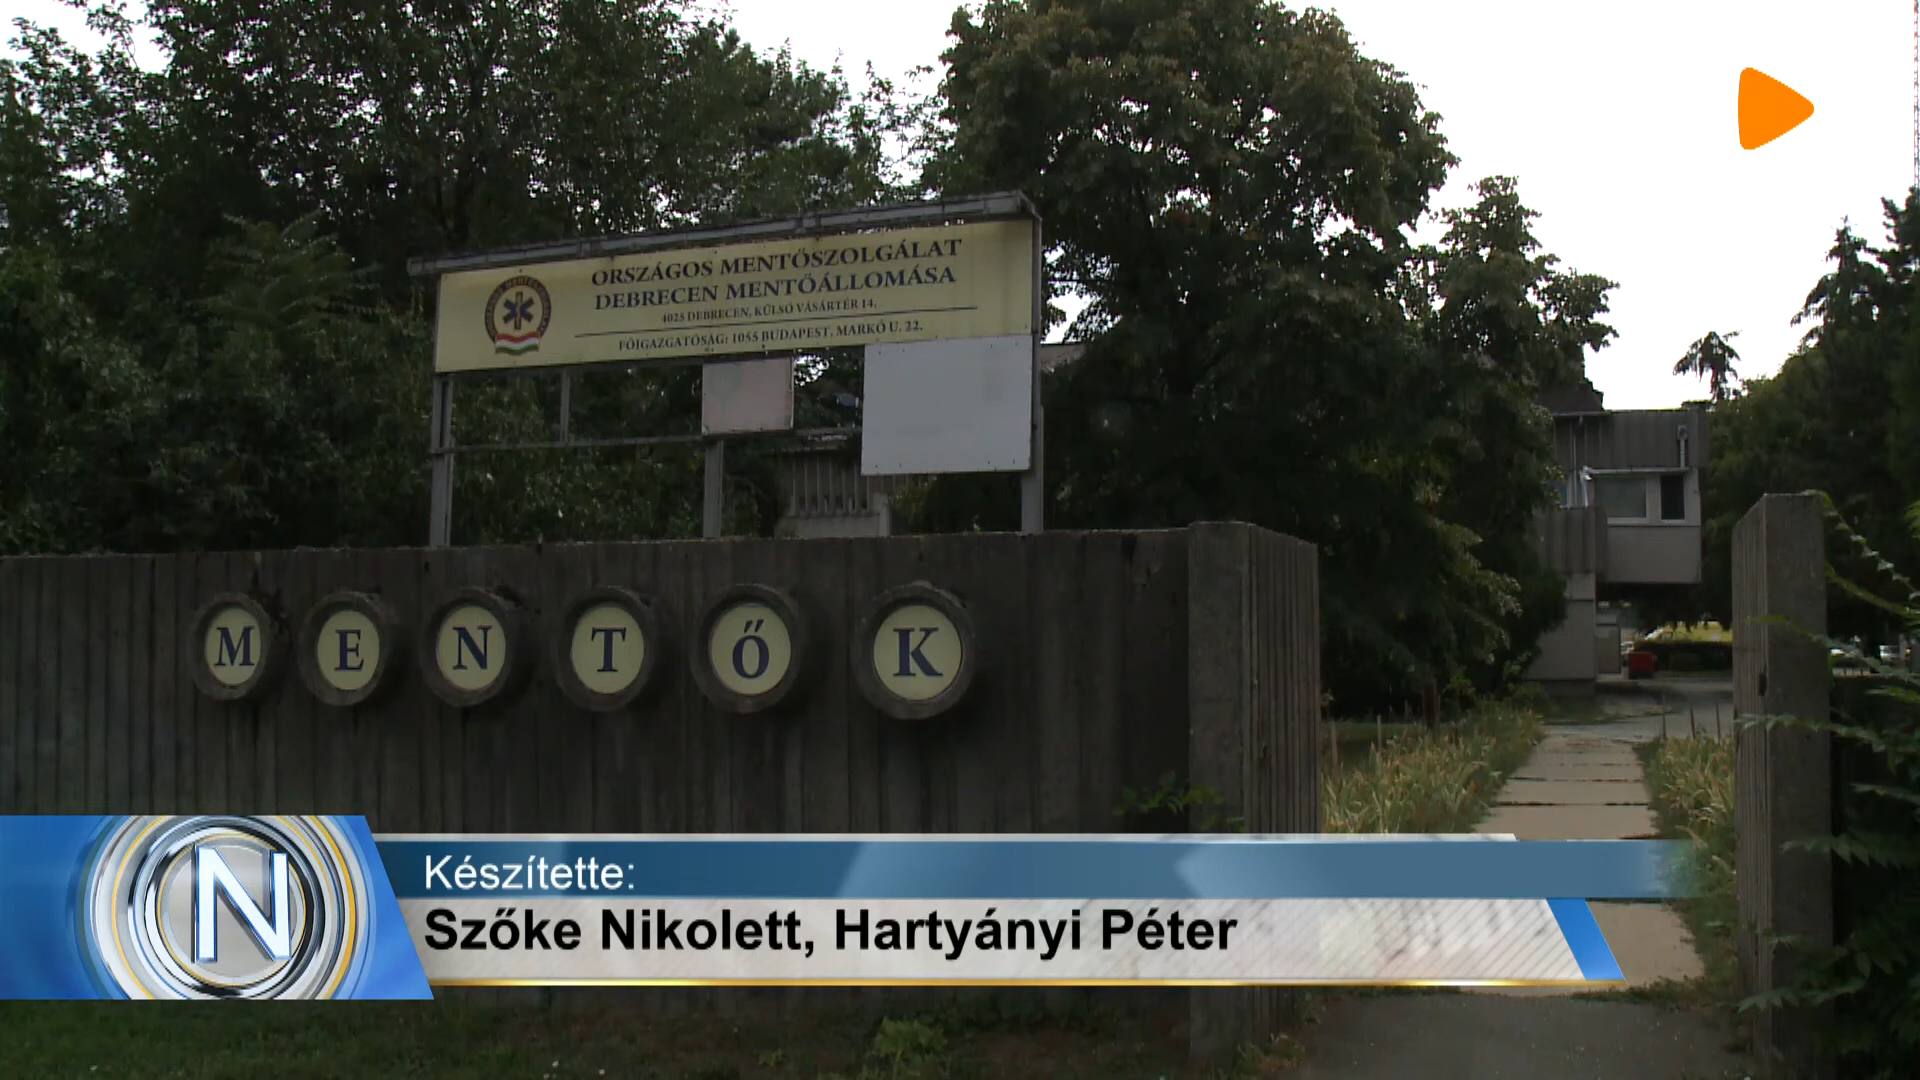 ORSZÁGOS MENTŐSZOLGÁLAT
DEBRECEN MENTŐÁLLOMÁSA
4025 DEBRECEN, KÜLSŐ VÁSÁRTÉR 14.
FŐIGAZGATÓSÁG: 1055 BUDAPEST, MARKÓ U. 22.
MENTŐK
N
Készítette:
Szőke Nikolett, Hartyányi Péter